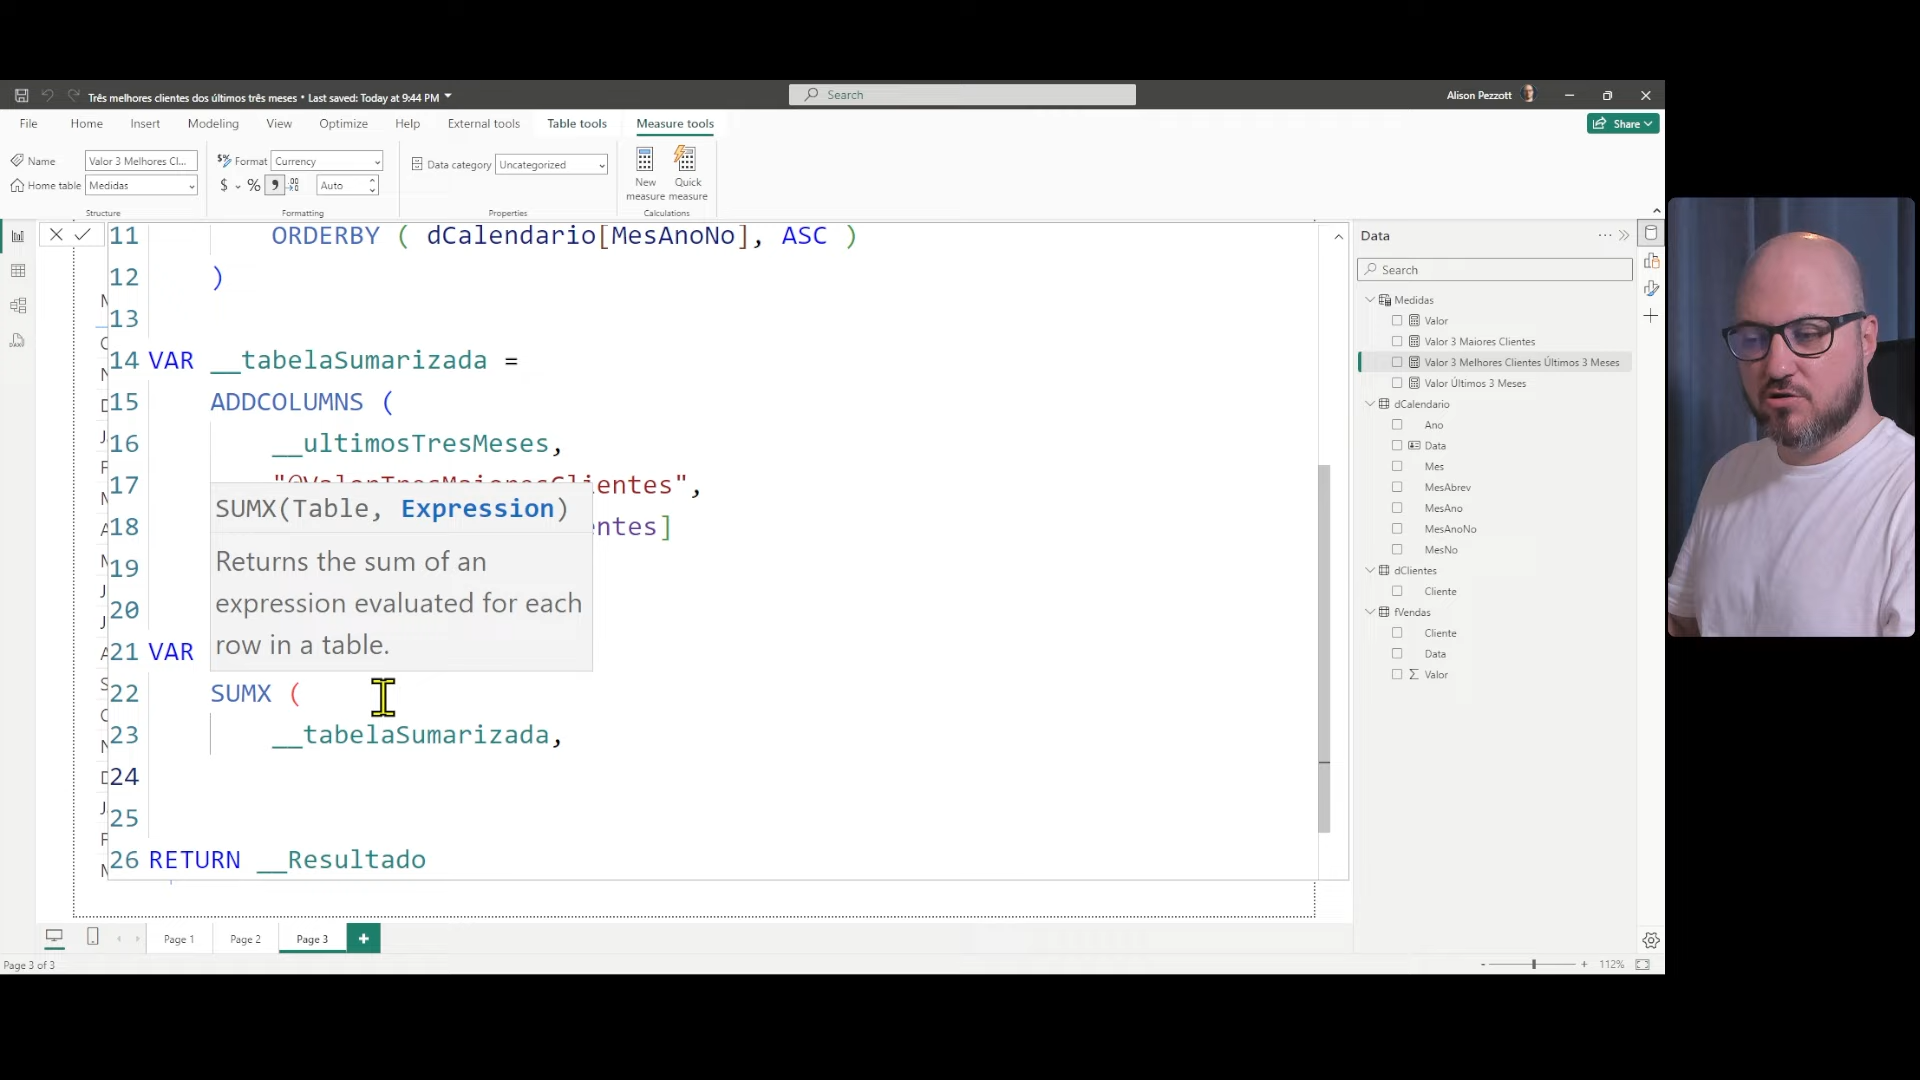 Três melhores clientes dos últimos três meses • Last saved: Today at 9:44 PM
Search
Alison Pezzott
File
Home
Insert
Modeling
View
Optimize
Help
External tools
Table tools
Measure tools
Share
Name
Valor 3 Melhores Cl...
Home table
Medidas
Structure
Format
Currency
$
%
Auto
Formatting
Data category
Uncategorized
Properties
New measure
Quick measure
Calculations
11 ORDERBY ( dCalendario[MesAnoNo], ASC )
12 )
13
14 VAR __tabelaSumarizada =
15 ADDCOLUMNS (
16 __ultimosTresMeses,
17 "@ValorTresMaioresClientes",
18 entes]
19
20
21 VAR
22 SUMX (
23 __tabelaSumarizada,
24
25
26 RETURN __Resultado
SUMX(Table, Expression)
Returns the sum of an
expression evaluated for each
row in a table.
Data
Search
Medidas
Valor
Valor 3 Maiores Clientes
Valor 3 Melhores Clientes Últimos 3 Meses
Valor Últimos 3 Meses
dCalendario
Ano
Data
Mes
MesAbrev
MesAno
MesAnoNo
MesNo
dClientes
Cliente
fVendas
Cliente
Data
Valor
Page 1
Page 2
Page 3
Page 3 of 3
112%